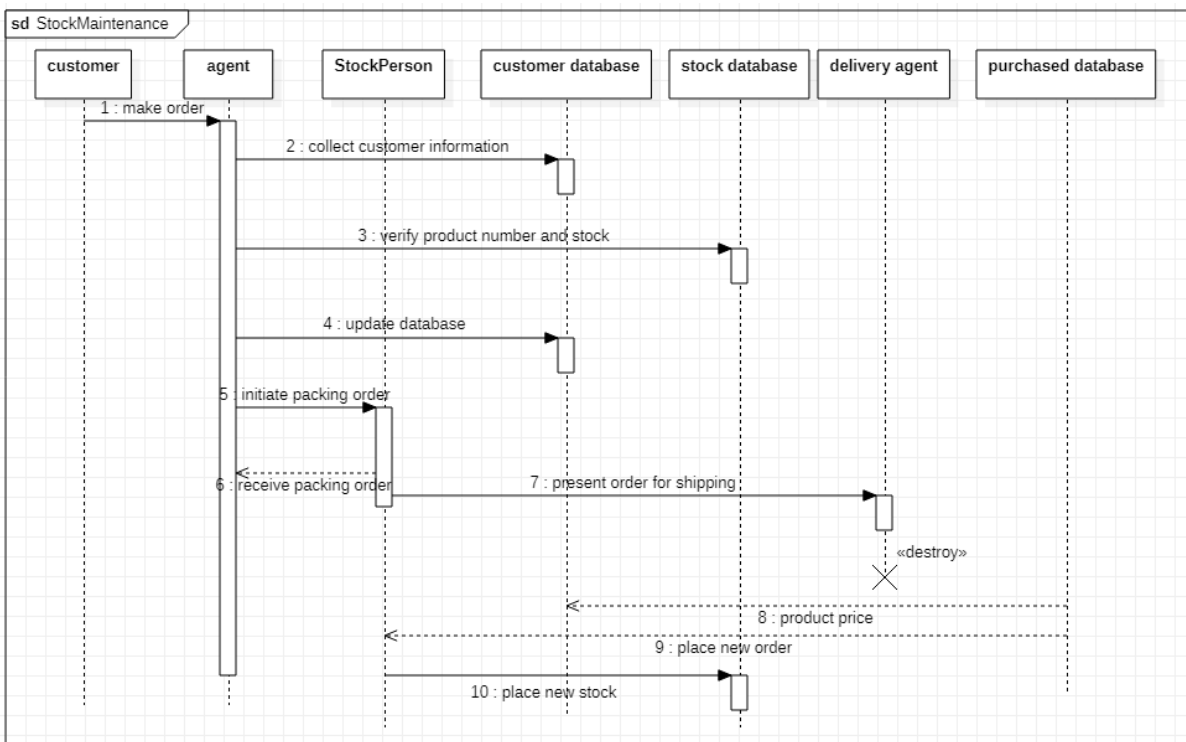 sd StockMaintenance
customer
agent
StockPerson
customer database
stock database
delivery agent
purchased database
1 : make order
2 : collect customer information
3 : verify product number and stock
4 : update database
5 : initiate packing order
6 : receive packing order
7 : present order for shipping
«destroy»
8 : product price
9 : place new order
10 : place new stock